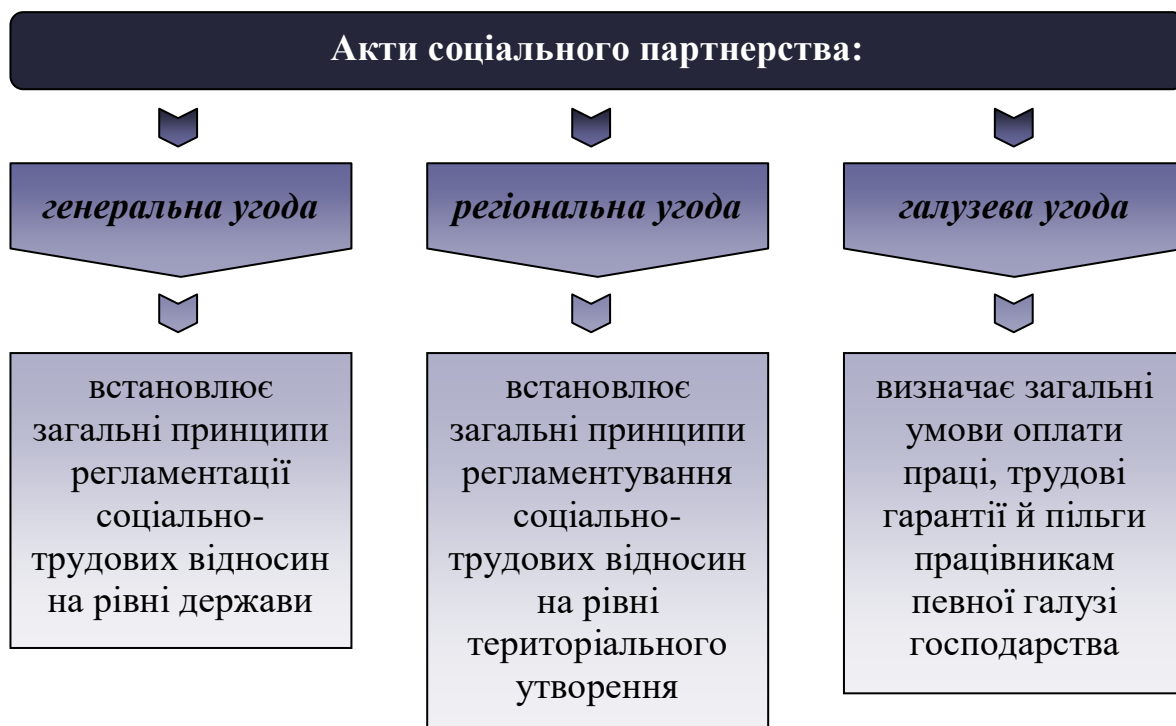 Акти соціального партнерства:
генеральна угода
регіональна угода
галузева угода
встановлює
загальні принципи
регламентації
соціально-
трудових відносин
на рівні держави
встановлює
загальні принципи
регламентування
соціально-
трудових відносин
на рівні
територіального
утворення
визначає загальні
умови оплати
праці, трудові
гарантії й пільги
працівникам
певної галузі
господарства